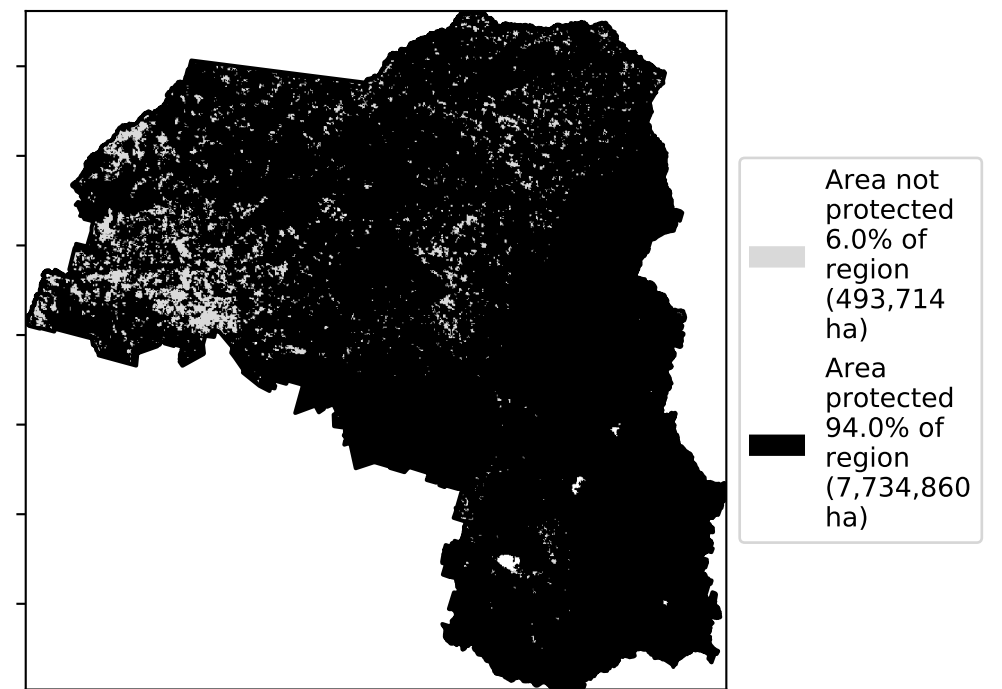 Area not
protected
6.0% of
region
(493,714
ha)
Area
protected
94.0% of
region
(7,734,860
ha)